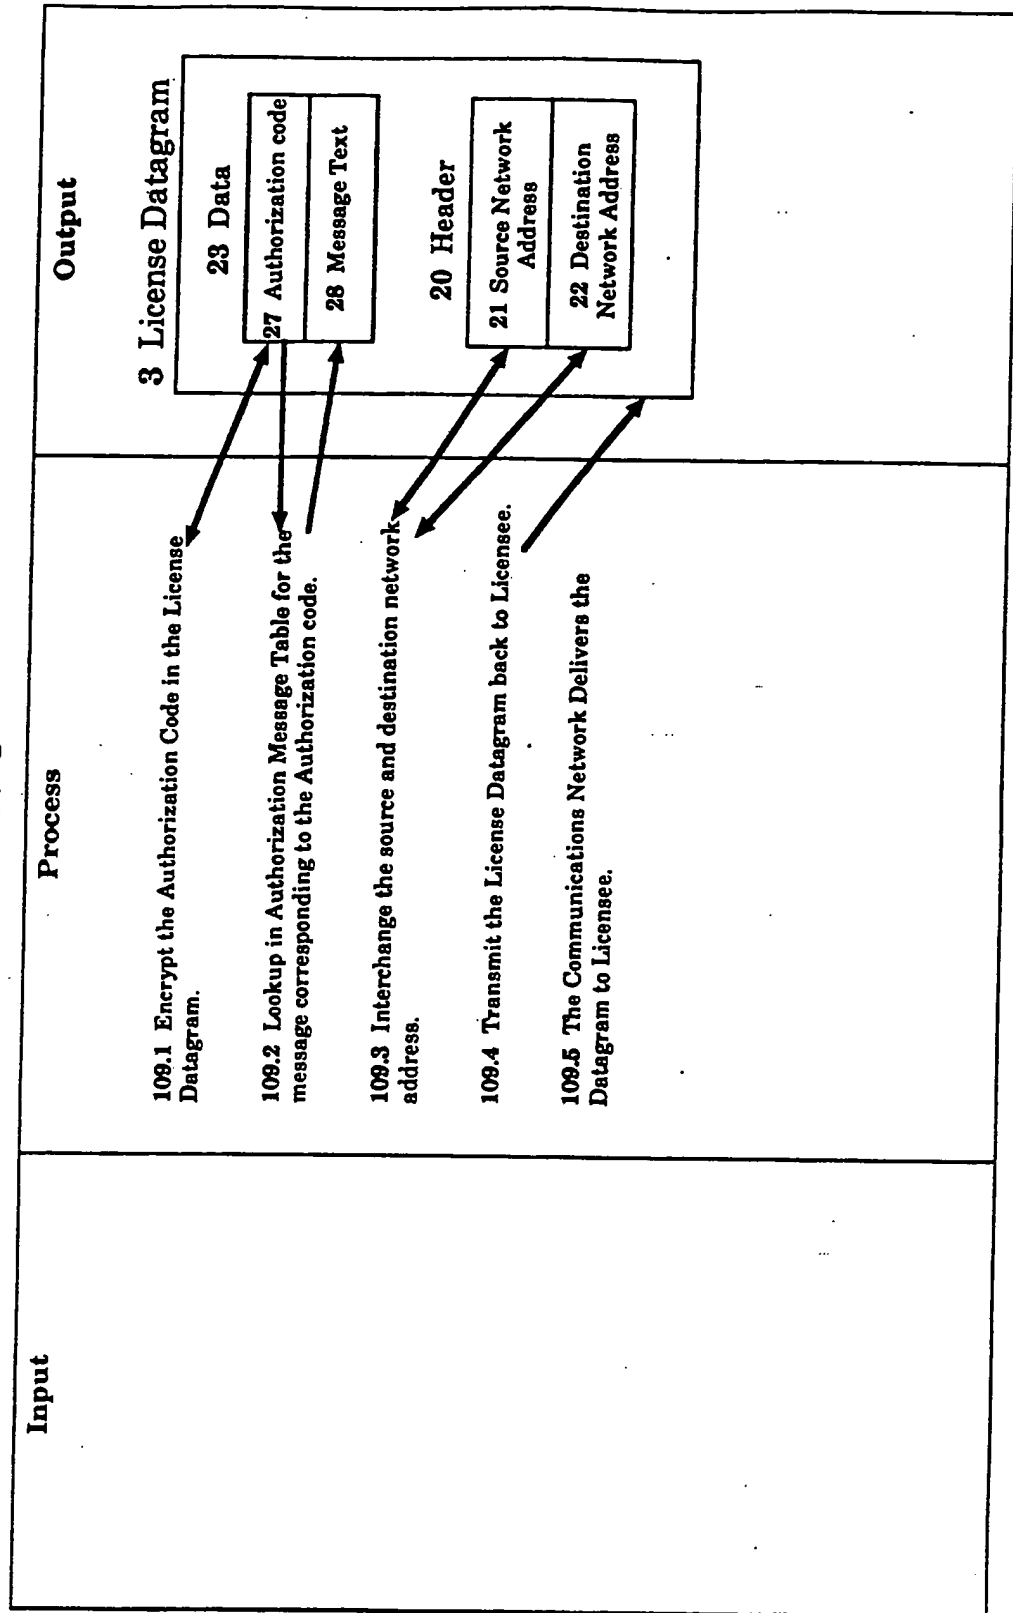 Input
Process
Output
109.1 Encrypt the Authorization Code in the License
Datagram.
109.2 Lookup in Authorization Message Table for the
message corresponding to the Authorization code.
109.3 Interchange the source and destination network
address.
109.4 Transmit the License Datagram back to Licensee.
109.5 The Communications Network Delivers the
Datagram to Licensee.
3 License Datagram
23 Data
27 Authorization code
28 Message Text
20 Header
21 Source Network
Address
22 Destination
Network Address